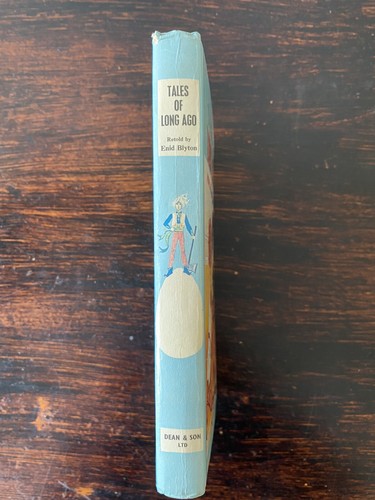 TALES
OF
LONG AGO
Retold by
Enid Blyton
DEAN & SON
LTD